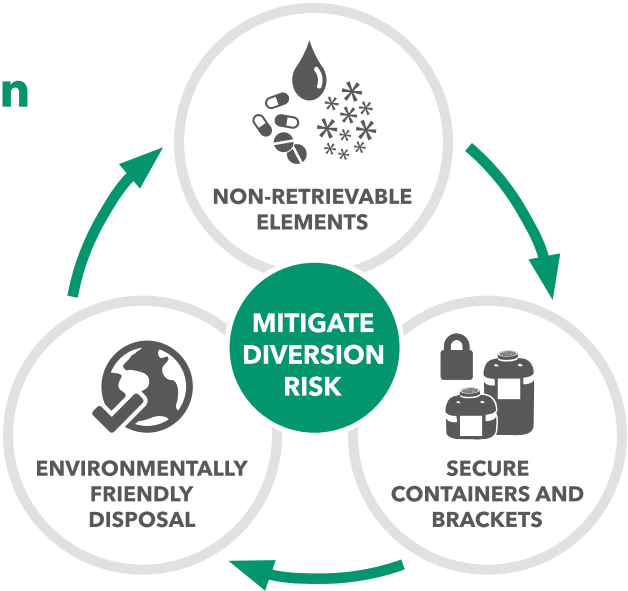 n
NON-RETRIEVABLE
ELEMENTS
MITIGATE
DIVERSION
RISK
ENVIRONMENTALLY
FRIENDLY
DISPOSAL
SECURE
CONTAINERS AND
BRACKETS